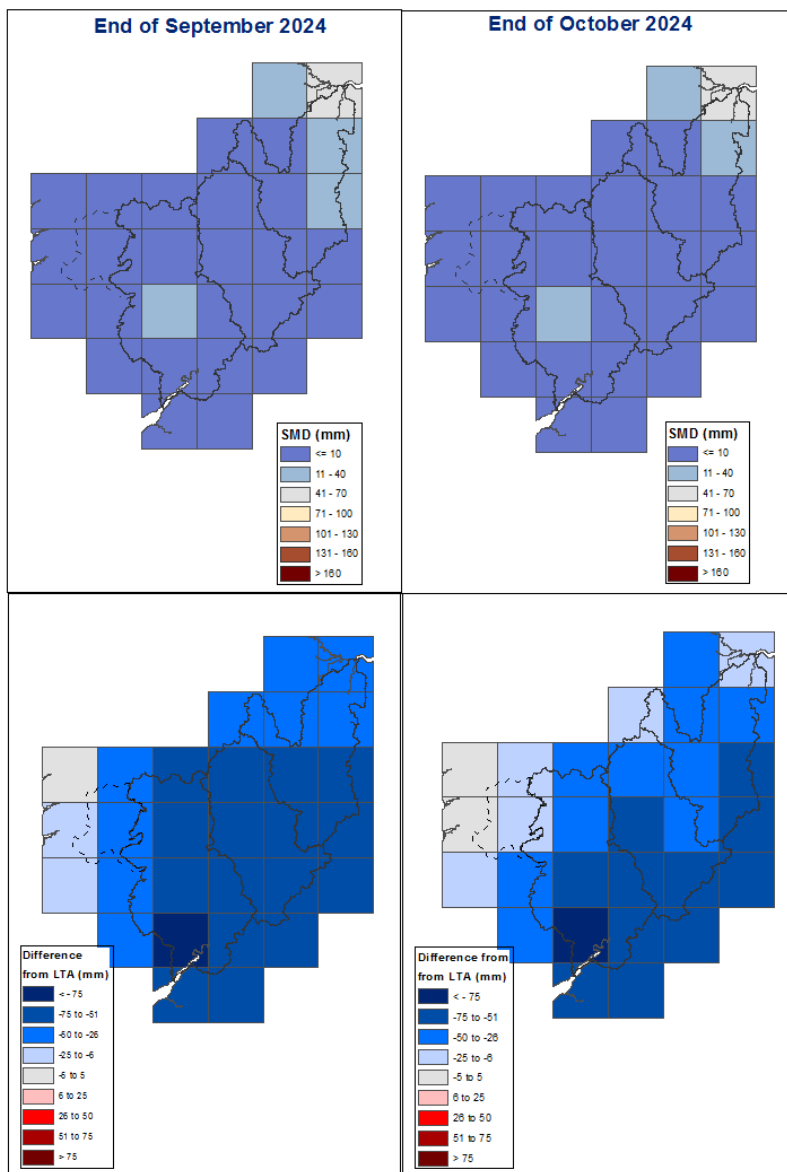 End of September 2024
End of October 2024
SMD (mm)
<= 10
11 - 40
41 - 70
71 - 100
101 - 130
131 - 160
> 160
SMD (mm)
<= 10
11 - 40
41 - 70
71 - 100
101 - 130
131 - 160
> 160
Difference
from LTA (mm)
< - 75
-75 to -51
-50 to -26
-25 to -6
-5 to 5
6 to 25
26 to 50
51 to 75
> 75
Difference from
from LTA (mm)
< - 75
-75 to -51
-50 to -26
-25 to -6
-5 to 5
6 to 25
26 to 50
51 to 75
> 75